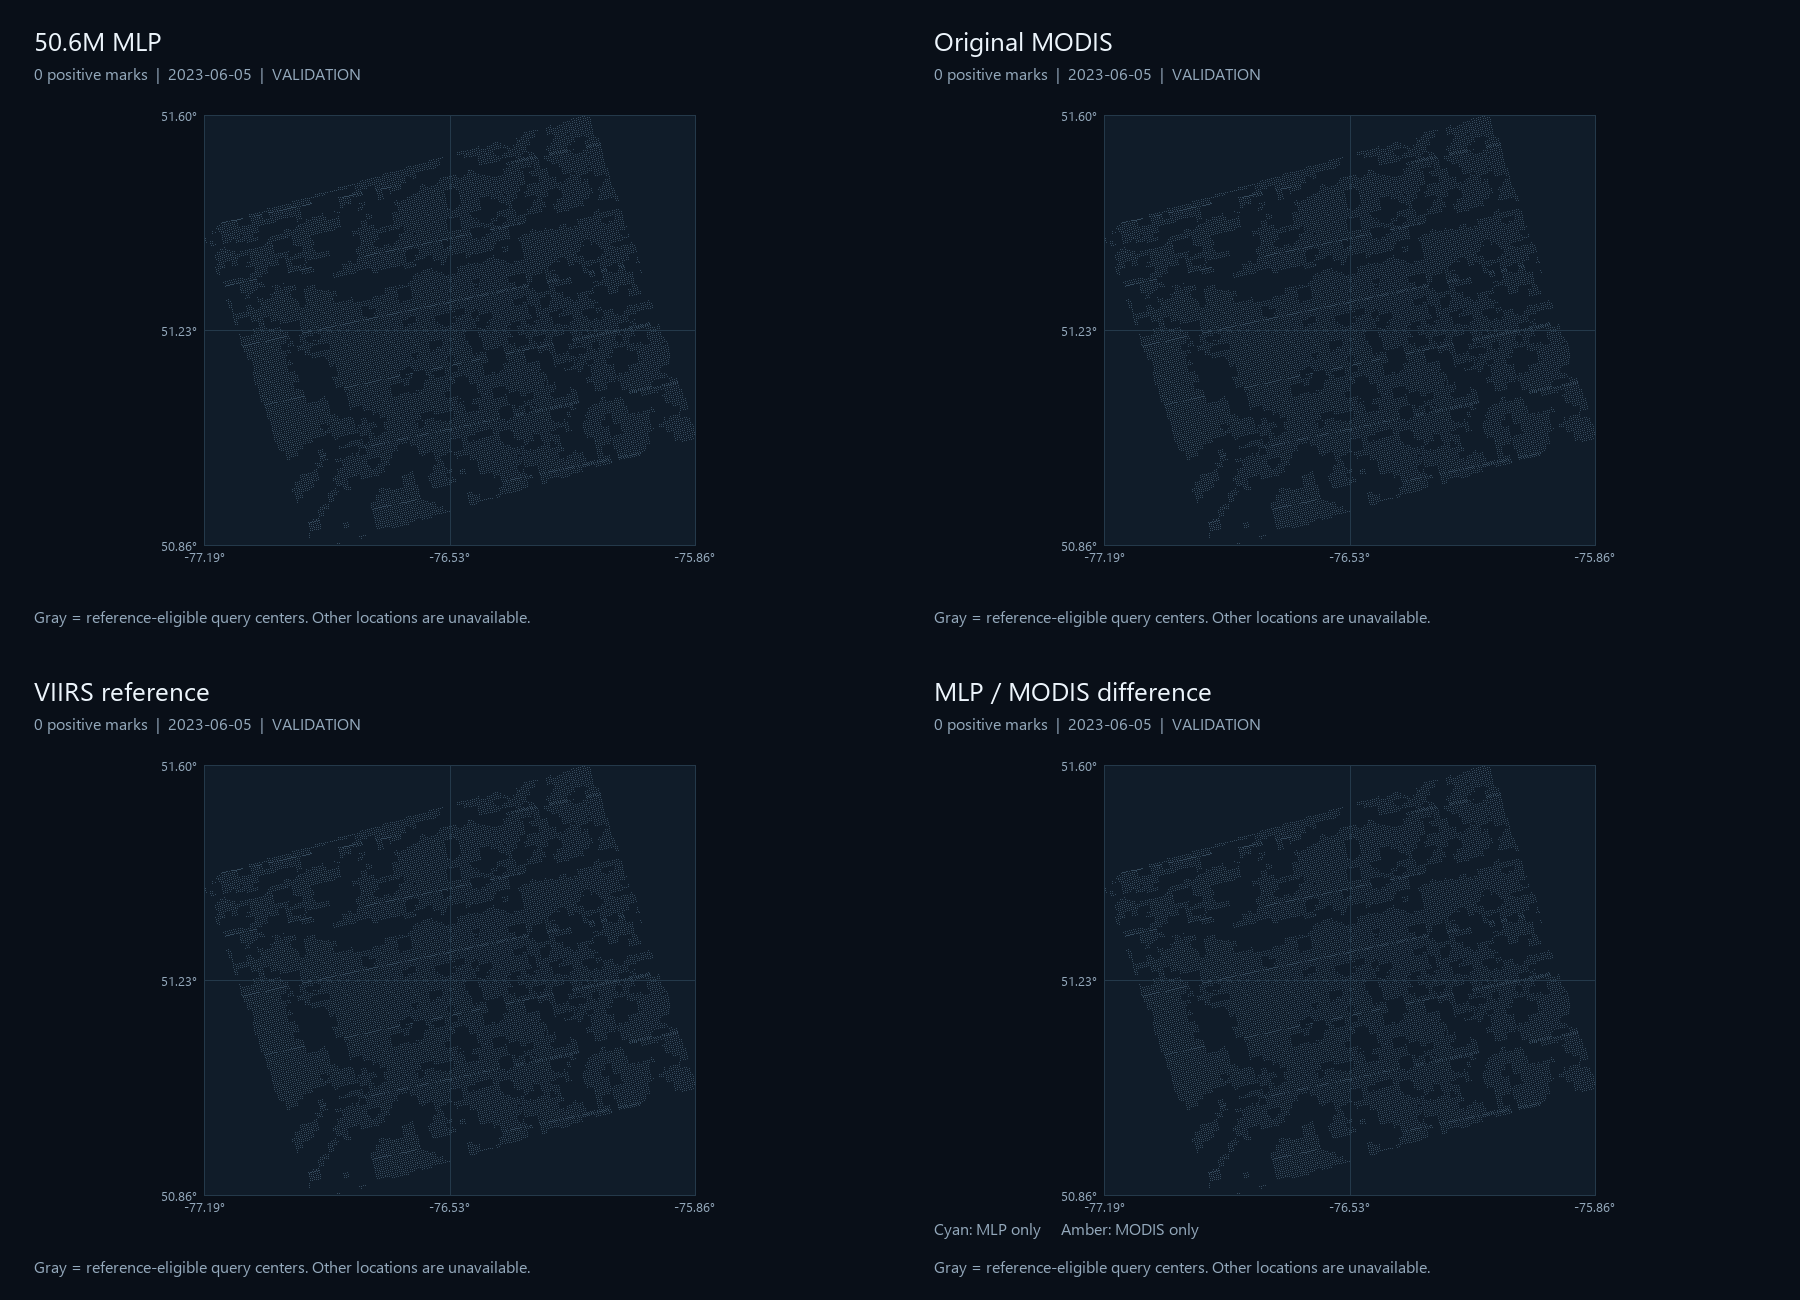 50.6M MLP
0 positive marks | 2023-06-05 | VALIDATION
51.60°
51.23°
50.86°
-77.19°
-76.53°
-75.86°
Gray = reference-eligible query centers. Other locations are unavailable.
Original MODIS
0 positive marks | 2023-06-05 | VALIDATION
51.60°
51.23°
50.86°
-77.19°
-76.53°
-75.86°
Gray = reference-eligible query centers. Other locations are unavailable.
VIIRS reference
0 positive marks | 2023-06-05 | VALIDATION
51.60°
51.23°
50.86°
-77.19°
-76.53°
-75.86°
Gray = reference-eligible query centers. Other locations are unavailable.
MLP / MODIS difference
0 positive marks | 2023-06-05 | VALIDATION
51.60°
51.23°
50.86°
-77.19°
-76.53°
-75.86°
Cyan: MLP only Amber: MODIS only
Gray = reference-eligible query centers. Other locations are unavailable.